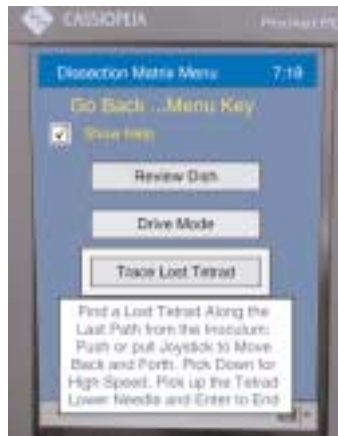 CASSIOPEIA Pocket PC
Dissection Matrix Menu 7:18
Go Back ...Menu Key
Show Help
Review Dish
Drive Mode
Trace Lost Tetrad
Find a Lost Tetrad Along the
Last Path from the Inoculum:
Push or pull Joystick to Move
Back and Forth. Pick Down for
High Speed. Pick up the Tetrad
Lower Needle and Enter to End